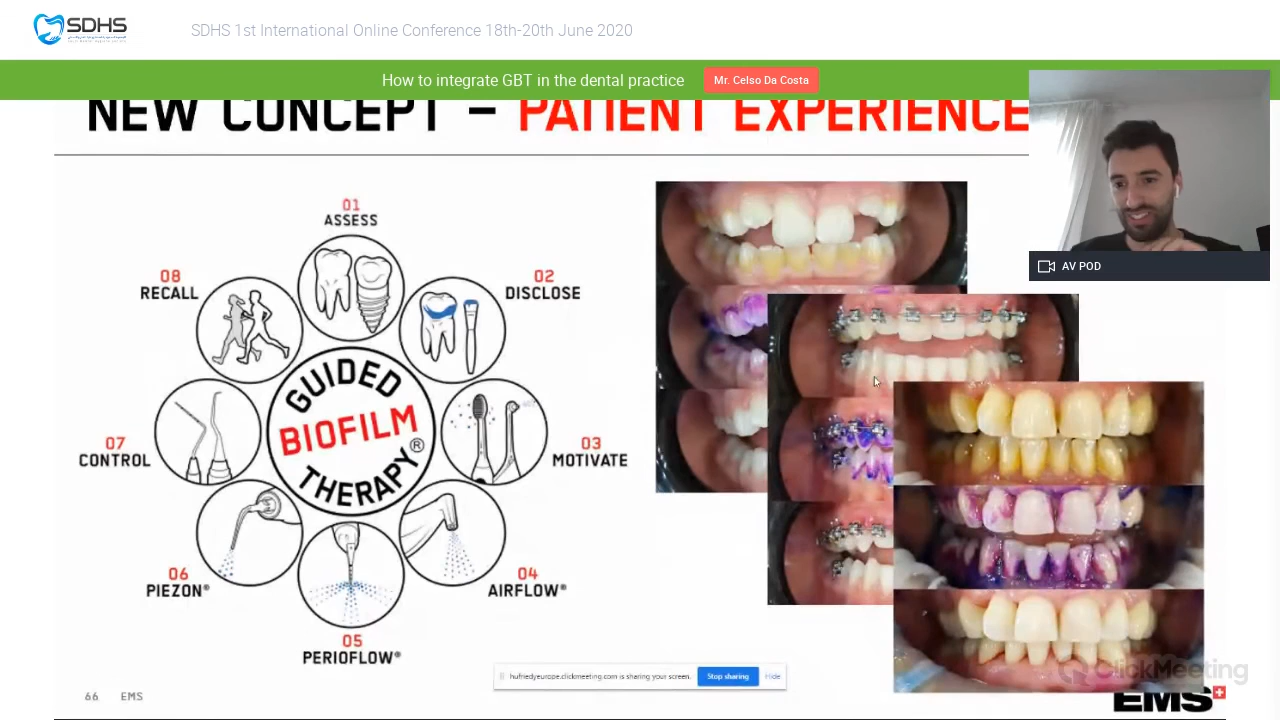 SDHS
SDHS 1st International Online Conference 18th-20th June 2020
How to integrate GBT in the dental practice
Mr. Celso Da Costa
NEW CONCEPT – PATIENT EXPERIENCE
AV POD
01
ASSESS
02
DISCLOSE
03
MOTIVATE
04
AIRFLOW®
05
PERIOFLOW®
06
PIEZON®
07
CONTROL
08
RECALL
GUIDED
BIOFILM
THERAPY®
hufriedyeurope.clickmeeting.com is sharing your screen.
Stop sharing
Hide
ClickMeeting
66 EMS
EMS